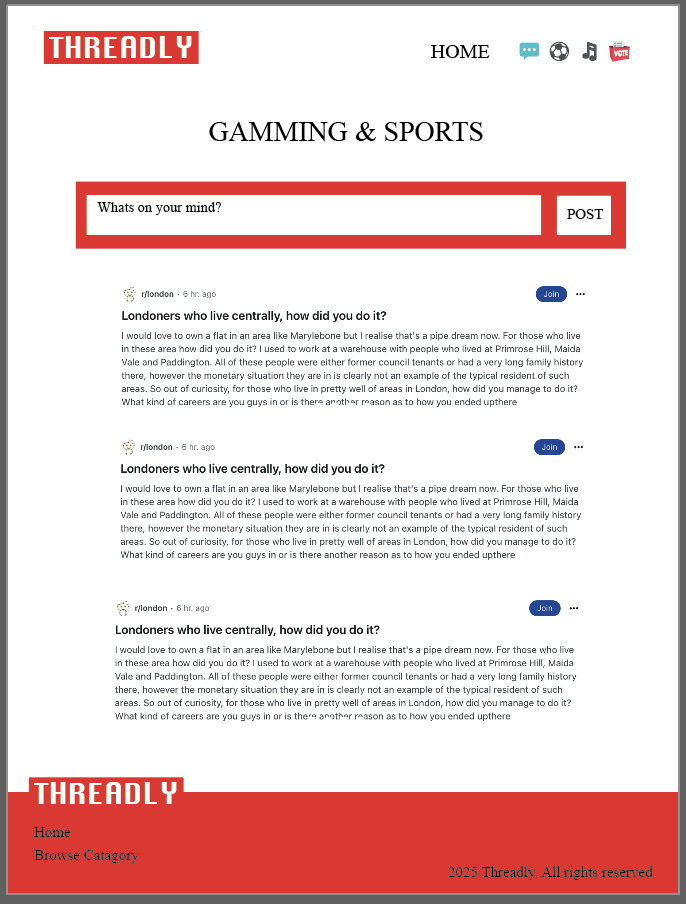 THREADLY
HOME
VOTE
GAMMING & SPORTS
Whats on your mind?
POST
r/london • 6 hr. ago
Join
Londoners who live centrally, how did you do it?
I would love to own a flat in an area like Marylebone but I realise that's a pipe dream now. For those who live
in these area how did you do it? I used to work at a warehouse with people who lived at Primrose Hill, Maida
Vale and Paddington. All of these people were either former council tenants or had a very long family history
there, however the monetary situation they are in is clearly not an example of the typical resident of such
areas. So out of curiosity, for those who live in pretty well of areas in London, how did you manage to do it?
What kind of careers are you guys in or is there another reason as to how you ended upthere
r/london • 6 hr. ago
Join
Londoners who live centrally, how did you do it?
I would love to own a flat in an area like Marylebone but I realise that's a pipe dream now. For those who live
in these area how did you do it? I used to work at a warehouse with people who lived at Primrose Hill, Maida
Vale and Paddington. All of these people were either former council tenants or had a very long family history
there, however the monetary situation they are in is clearly not an example of the typical resident of such
areas. So out of curiosity, for those who live in pretty well of areas in London, how did you manage to do it?
What kind of careers are you guys in or is there another reason as to how you ended upthere
r/london • 6 hr. ago
Join
Londoners who live centrally, how did you do it?
I would love to own a flat in an area like Marylebone but I realise that's a pipe dream now. For those who live
in these area how did you do it? I used to work at a warehouse with people who lived at Primrose Hill, Maida
Vale and Paddington. All of these people were either former council tenants or had a very long family history
there, however the monetary situation they are in is clearly not an example of the typical resident of such
areas. So out of curiosity, for those who live in pretty well of areas in London, how did you manage to do it?
What kind of careers are you guys in or is there another reason as to how you ended upthere
THREADLY
Home
Browse Catagory
2025 Threadly. All rights reserved